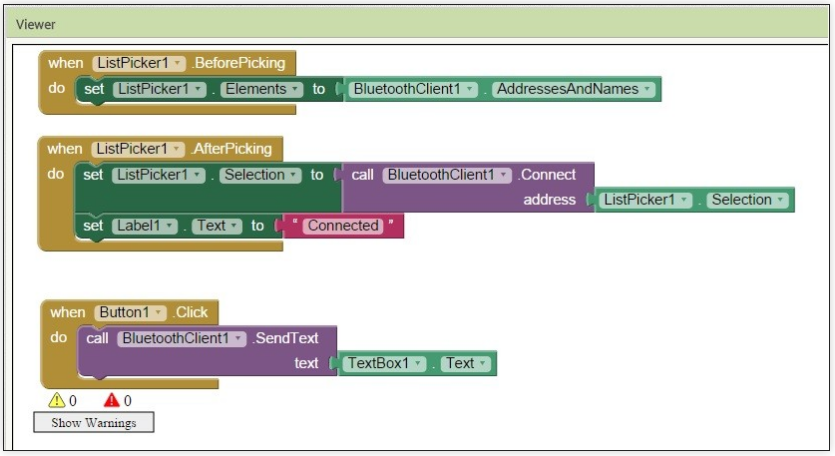 Viewer
when ListPicker1 .BeforePicking
do set ListPicker1 . Elements to BluetoothClient1 . AddressesAndNames
when ListPicker1 .AfterPicking
do set ListPicker1 . Selection to call BluetoothClient1 .Connect
address ListPicker1 . Selection
set Label1 . Text to " Connected "
when Button1 .Click
do call BluetoothClient1 .SendText
text TextBox1 . Text
0 0
Show Warnings